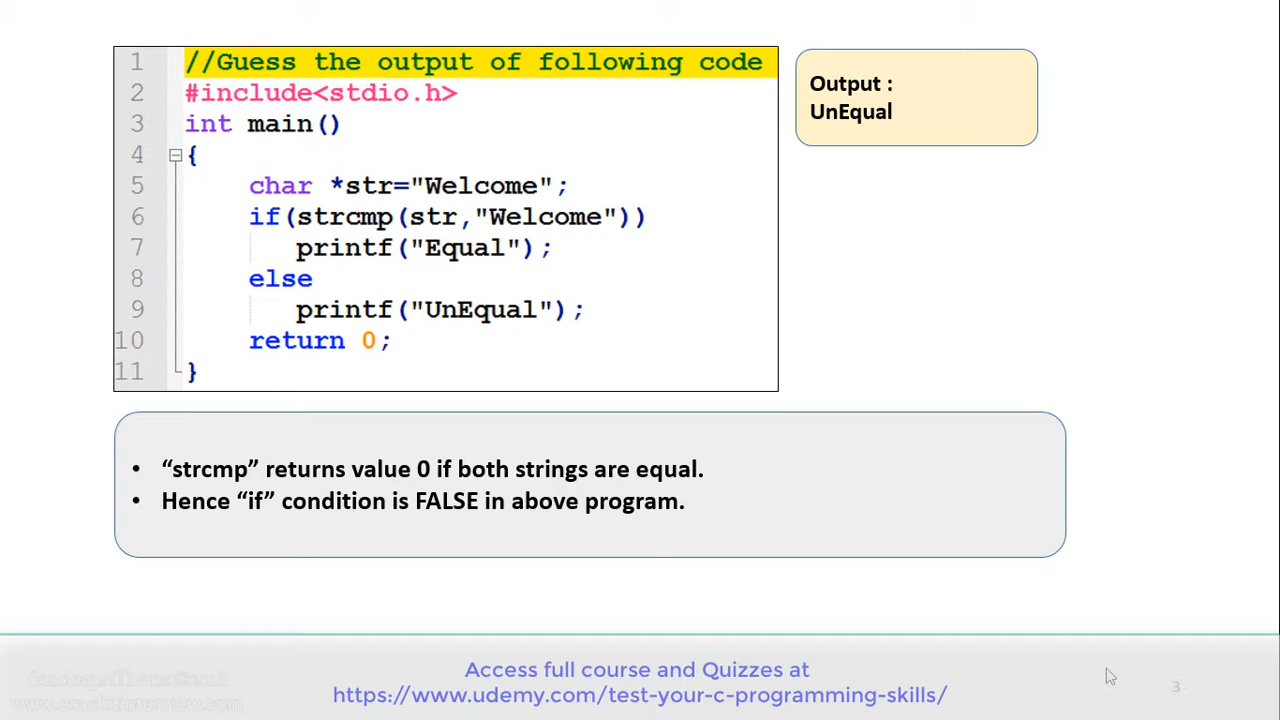 1 //Guess the output of following code
2 #include<stdio.h>
3 int main()
4 {
5 char *str="Welcome";
6 if(strcmp(str,"Welcome"))
7 printf("Equal");
8 else
9 printf("UnEqual");
10 return 0;
11 }
Output :
UnEqual
• “strcmp” returns value 0 if both strings are equal.
• Hence “if” condition is FALSE in above program.
Access full course and Quizzes at
https://www.udemy.com/test-your-c-programming-skills/
3